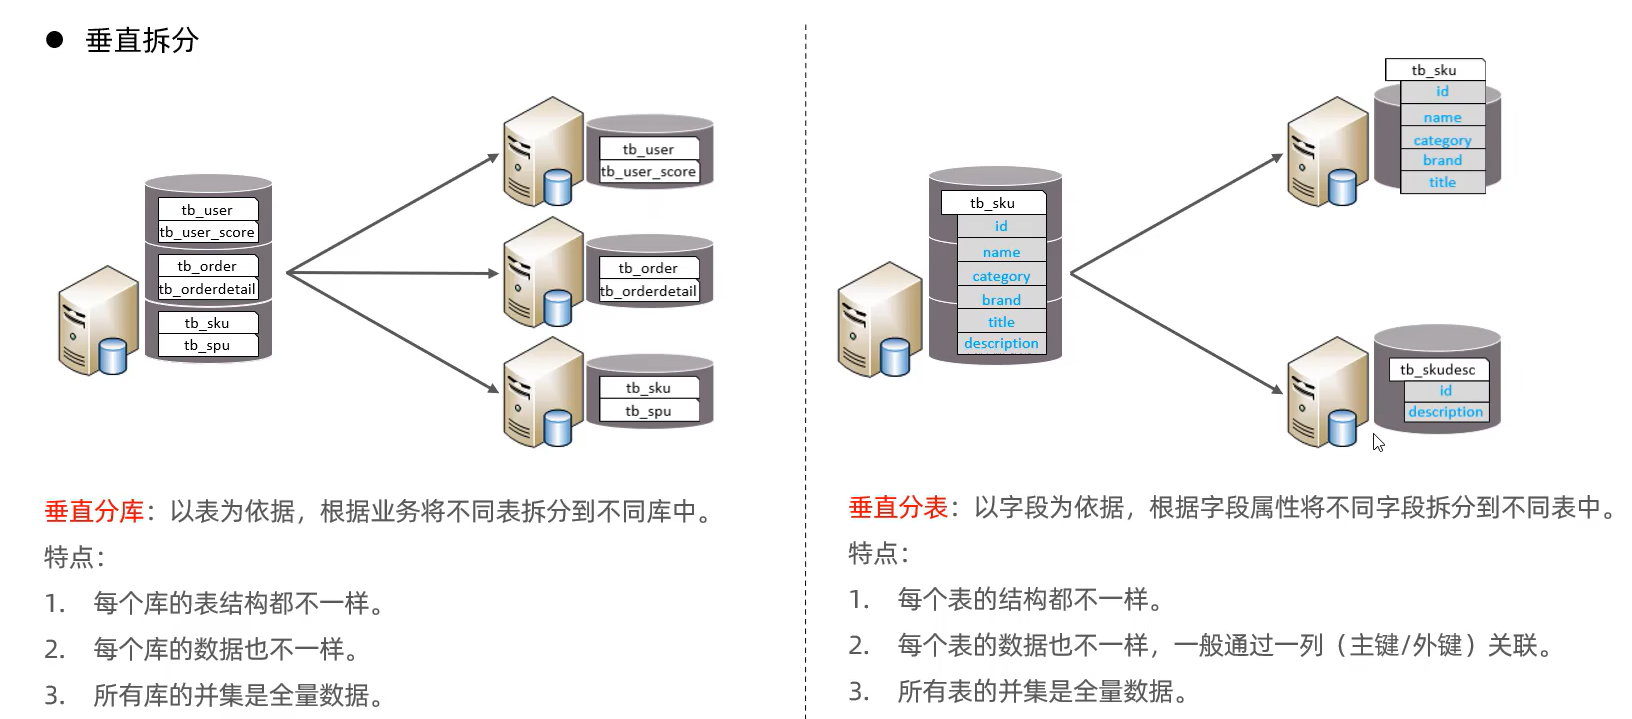 ● 垂直拆分
tb_user
tb_user_score
tb_order
tb_orderdetail
tb_sku
tb_spu
tb_user
tb_user_score
tb_order
tb_orderdetail
tb_sku
tb_spu
垂直分库：以表为依据，根据业务将不同表拆分到不同库中。
特点：
1. 每个库的表结构都不一样。
2. 每个库的数据也不一样。
3. 所有库的并集是全量数据。
tb_sku
id
name
category
brand
title
description
tb_sku
id
name
category
brand
title
tb_skudesc
id
description
垂直分表：以字段为依据，根据字段属性将不同字段拆分到不同表中。
特点：
1. 每个表的结构都不一样。
2. 每个表的数据也不一样，一般通过一列（主键/外键）关联。
3. 所有表的并集是全量数据。